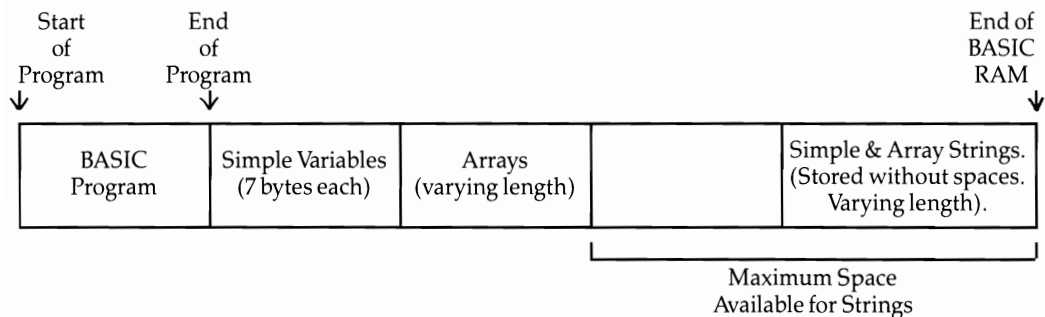 Start
of
Program
End
of
Program
End of
BASIC
RAM
BASIC
Program
Simple Variables
(7 bytes each)
Arrays
(varying length)
Simple & Array Strings.
(Stored without spaces.
Varying length).
Maximum Space
Available for Strings